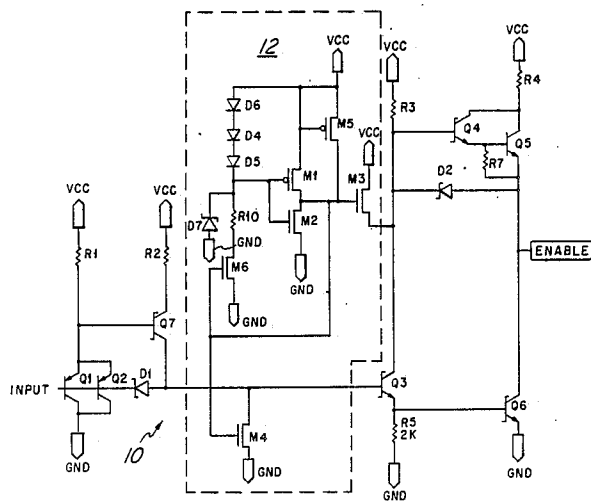 12
VCC
VCC
VCC
R4
D6
R3
D4
M5
VCC
Q4
Q5
D5
R7
M1
M3
D2
VCC
VCC
D7
R10
M2
ENABLE
GND
R1
R2
M6
GND
GND
Q7
INPUT
Q1
Q2
D1
Q3
Q6
R5
2K
M4
GND
10
GND
GND
GND